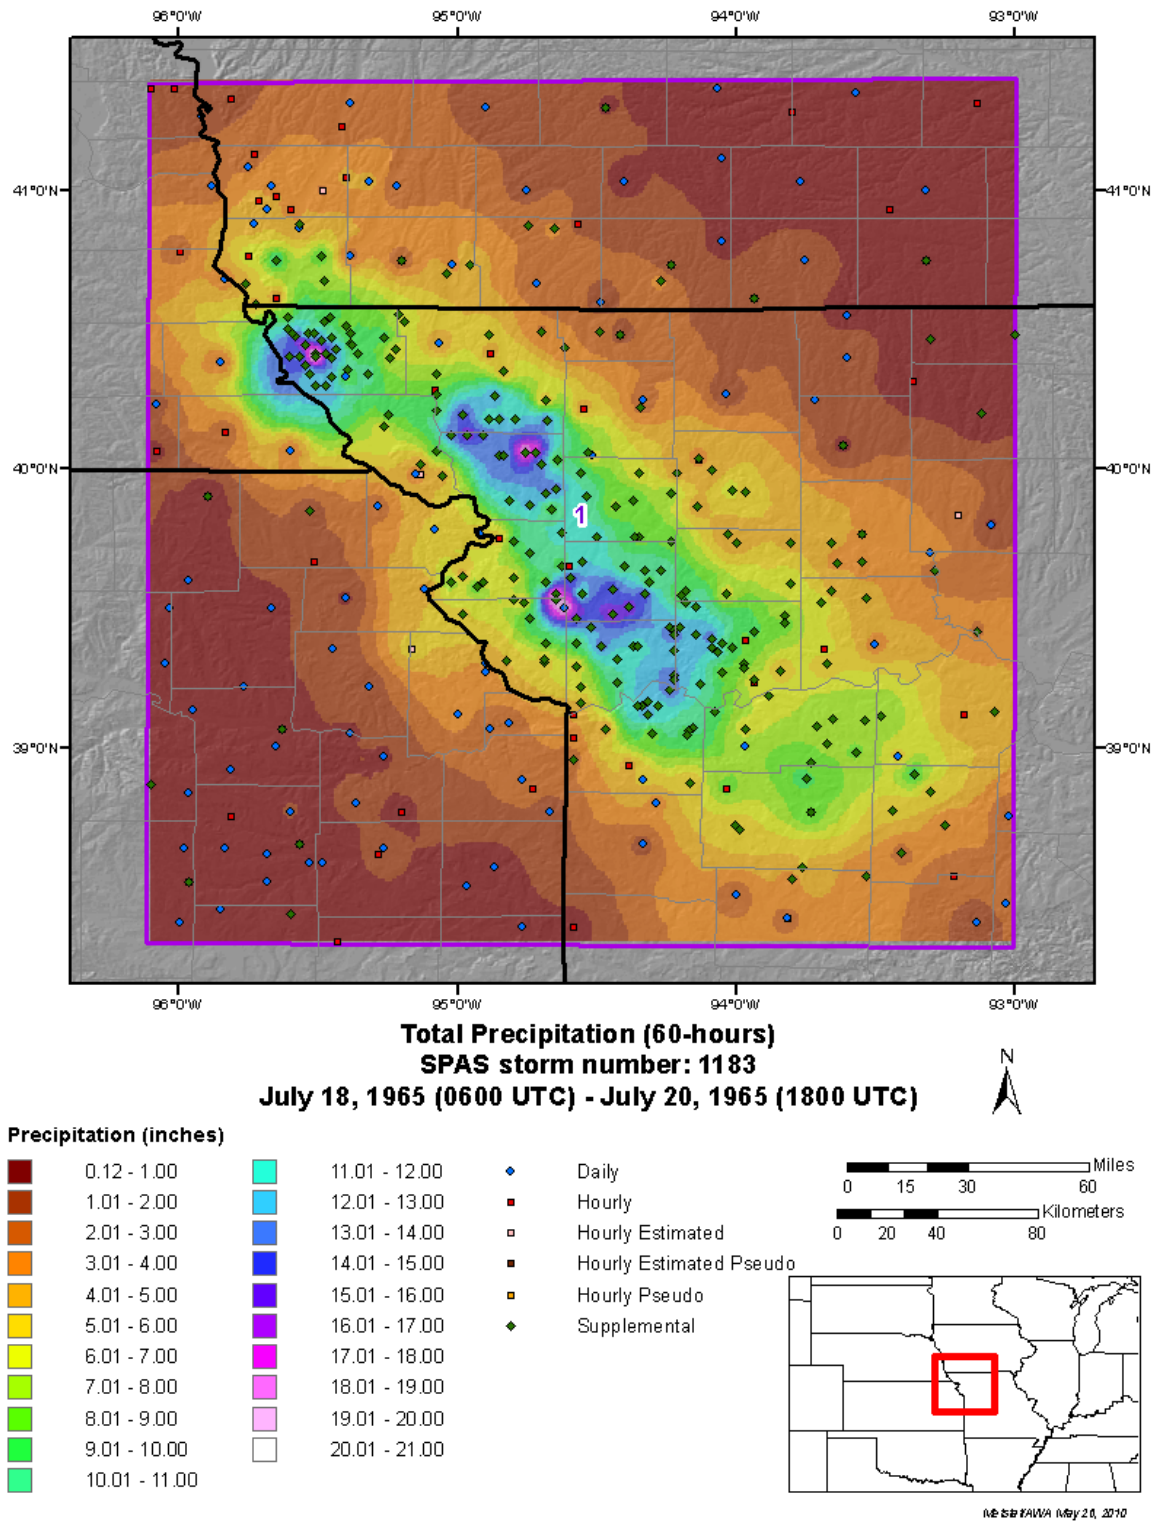 96°0'W 95°0'W 94°0'W 93°0'W
41°0'N 41°0'N
40°0'N 40°0'N
1
39°0'N 39°0'N
96°0'W 95°0'W 94°0'W 93°0'W
Total Precipitation (60-hours)
SPAS storm number: 1183
July 18, 1965 (0600 UTC) - July 20, 1965 (1800 UTC)
N
Precipitation (inches)
0.12 - 1.00 11.01 - 12.00 Daily
1.01 - 2.00 12.01 - 13.00 Hourly
2.01 - 3.00 13.01 - 14.00 Hourly Estimated
3.01 - 4.00 14.01 - 15.00 Hourly Estimated Pseudo
4.01 - 5.00 15.01 - 16.00 Hourly Pseudo
5.01 - 6.00 16.01 - 17.00 Supplemental
6.01 - 7.00 17.01 - 18.00
7.01 - 8.00 18.01 - 19.00
8.01 - 9.00 19.01 - 20.00
9.01 - 10.00 20.01 - 21.00
10.01 - 11.00
Miles
0 15 30 60
Kilometers
0 20 40 80
Metstat/AWA May 26, 2010